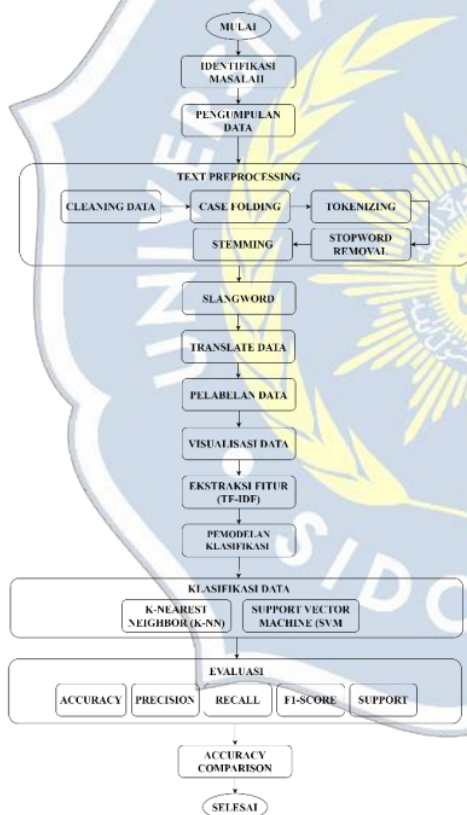 MULAI
IDENTIFIKASI
MASALAH
PENGUMPULAN
DATA
TEXT PREPROCESSING
CLEANING DATA
CASE FOLDING
TOKENIZING
STEMMING
STOPWORD
REMOVAL
SLANGWORD
TRANSLATE DATA
PELABELAN DATA
VISUALISASI DATA
EKSTRAKSI FITUR
(TF-IDF)
PEMODELAN
KLASIFIKASI
KLASIFIKASI DATA
K-NEAREST
NEIGHBOR (K-NN)
SUPPORT VECTOR
MACHINE (SVM
EVALUASI
ACCURACY
PRECISION
RECALL
F1-SCORE
SUPPORT
ACCURACY
COMPARISON
SELESAI
UNIVERSITA
SIDO